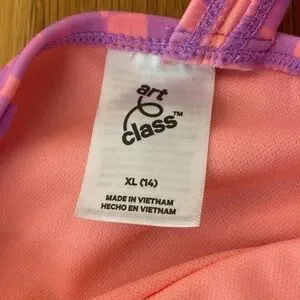 art
class™
XL (14)
MADE IN VIETNAM
HECHO EN VIETNAM